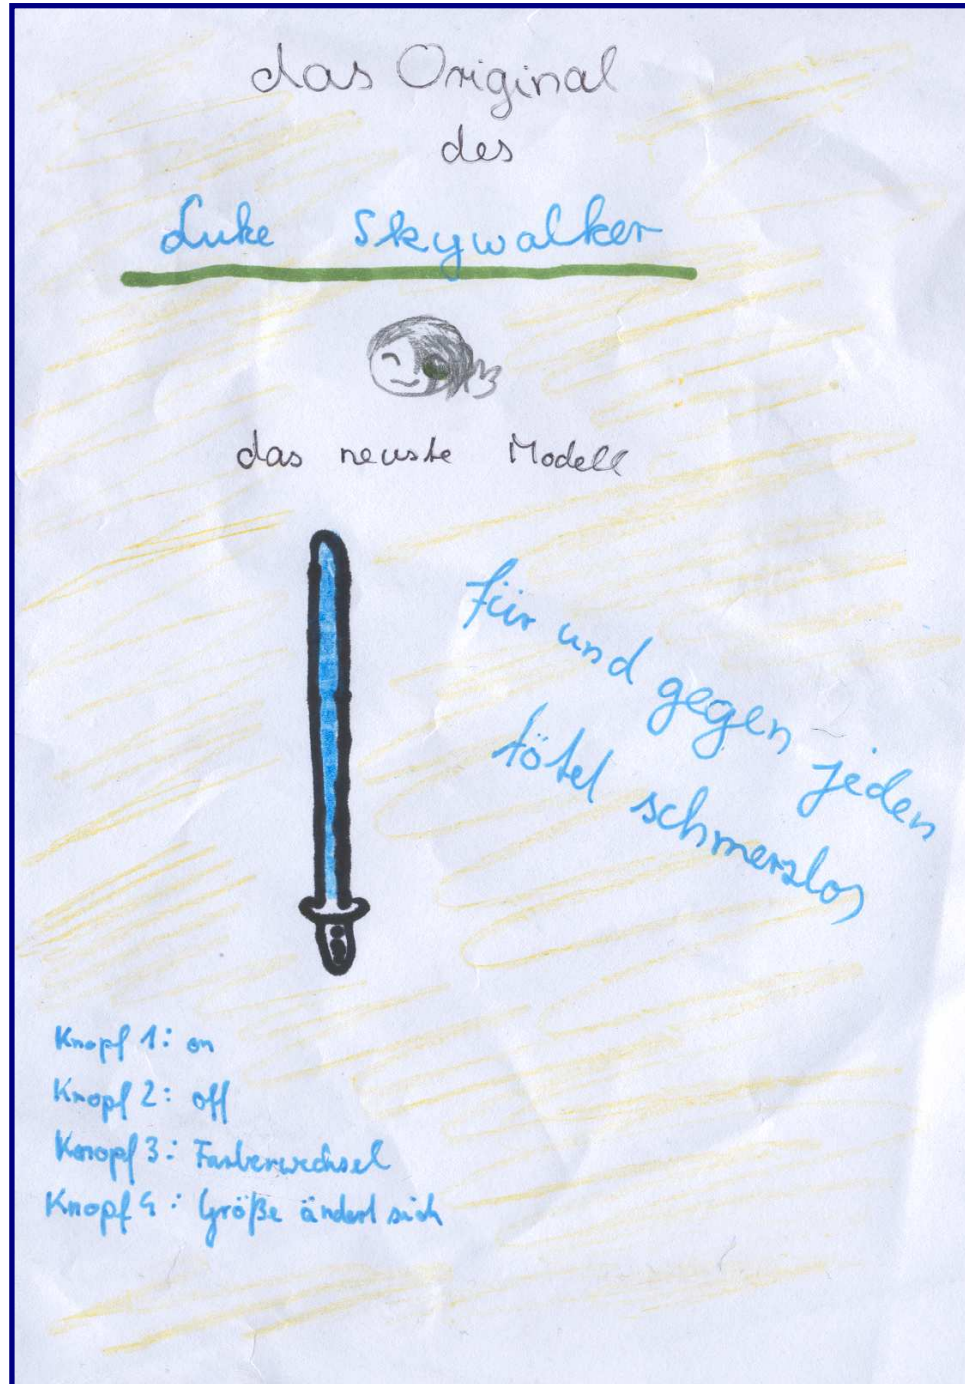 das Original
des
Luke Skywalker
das neuste Modell
für und gegen jeden
tötet schmerzlos
Knopf 1: on
Knopf 2: off
Knopf 3: Farbenwechsel
Knopf 4: Größe ändert sich